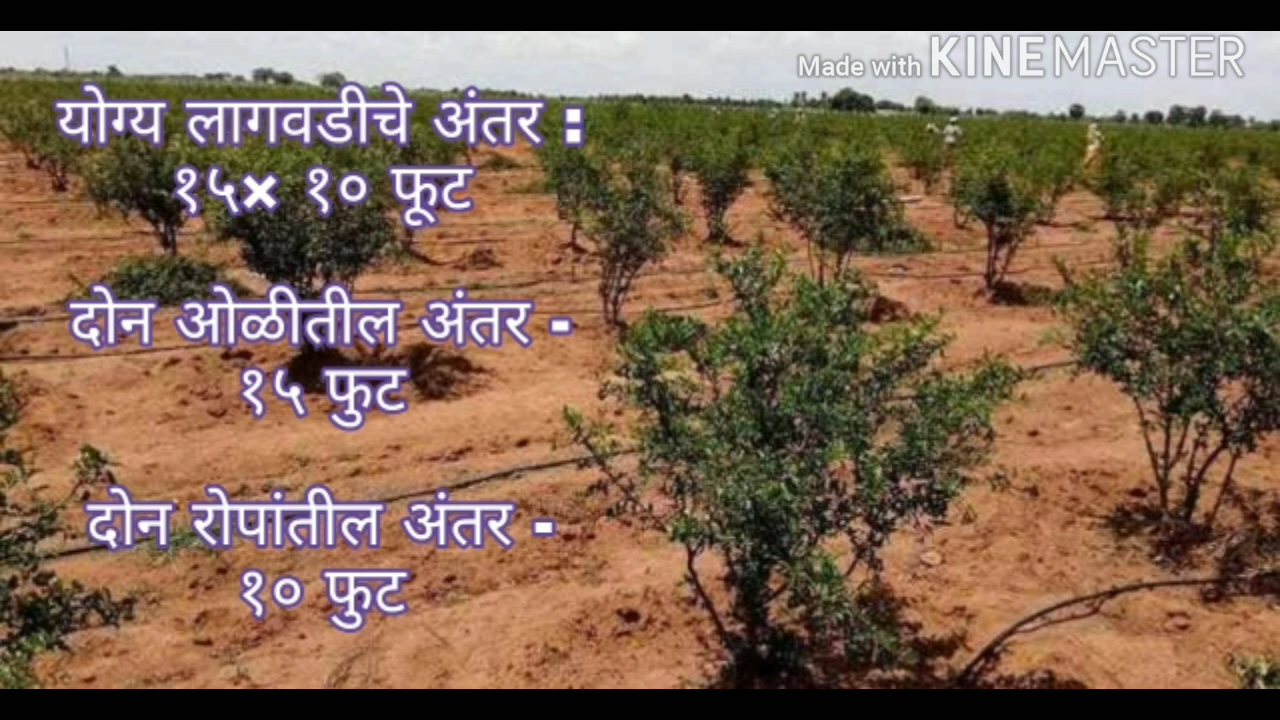 Made with KINEMASTER
योग्य लागवडीचे अंतर :
१५× १० फूट
दोन ओळीतील अंतर -
१५ फुट
दोन रोपांतील अंतर -
१० फुट